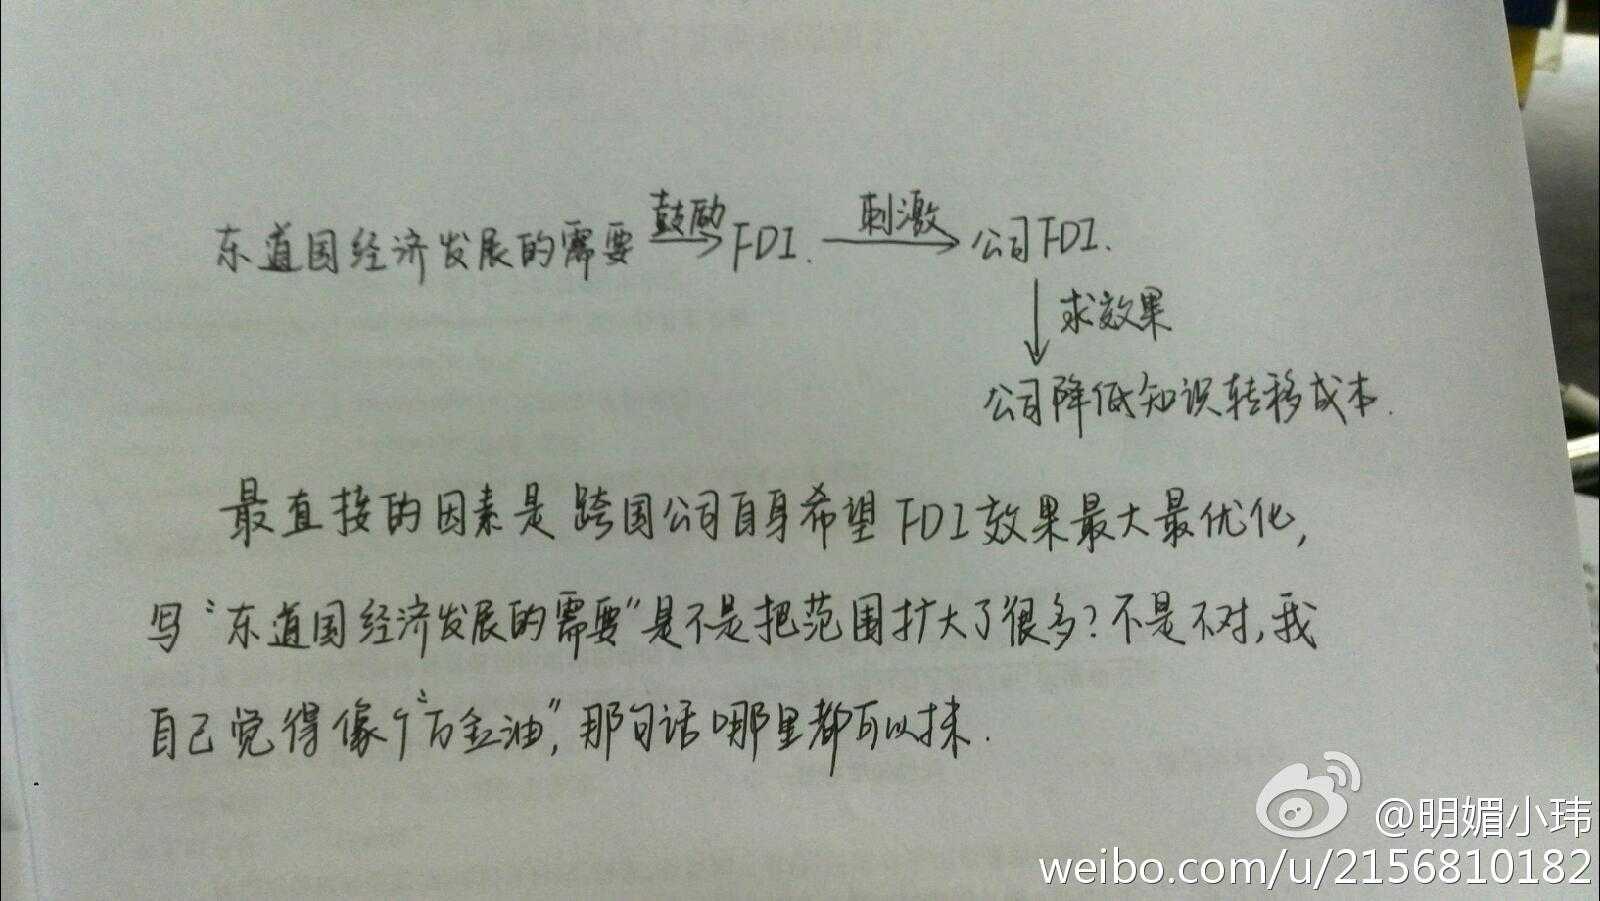 东道国经济发展的需要 鼓励 FDI. 刺激 公司FDI.
求效果
公司降低知识转移成本.
最直接的因素是跨国公司自身希望FDI效果最大最优化,
写“东道国经济发展的需要”是不是把范围扩大了很多?不是不对,我
自己觉得像个“万金油”,那句话哪里都可以抹.
@明媚小玮
weibo.com/u/2156810182